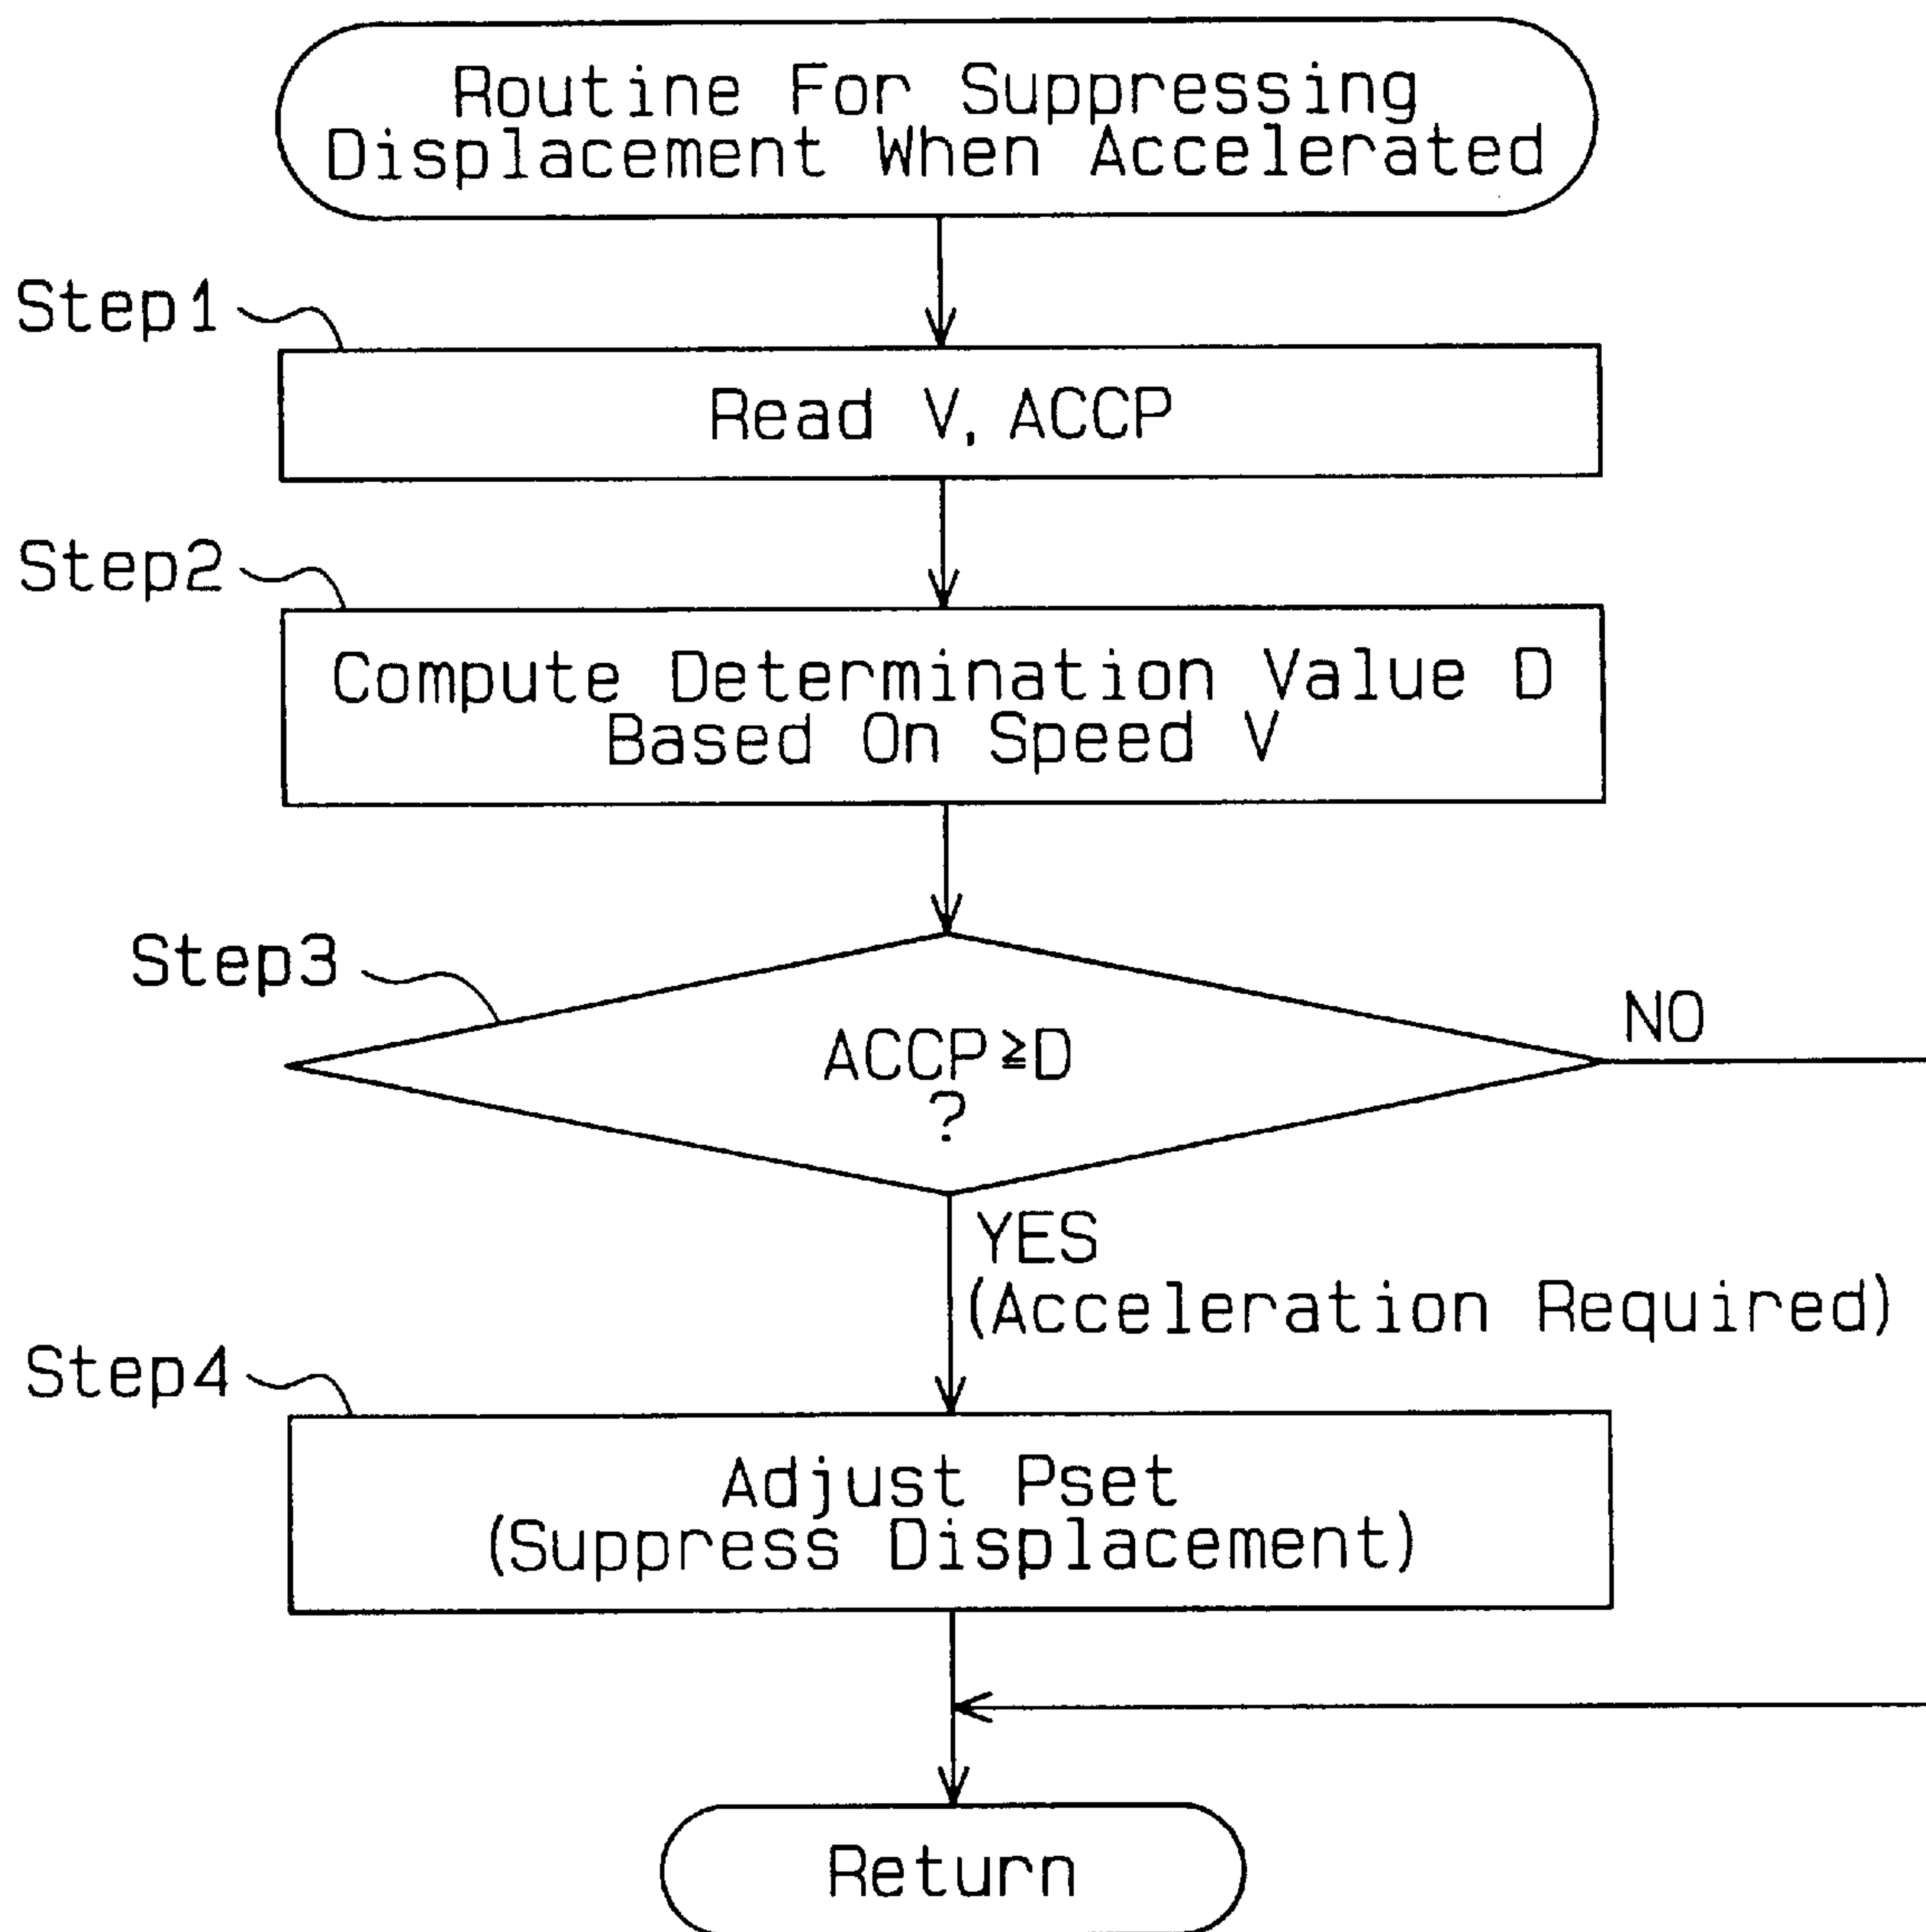 Routine For Suppressing
Displacement When Accelerated
Step1
Read V, ACCP
Step2
Compute Determination Value D
Based On Speed V
Step3
ACCP≧D
?
NO
YES
(Acceleration Required)
Step4
Adjust Pset
(Suppress Displacement)
Return